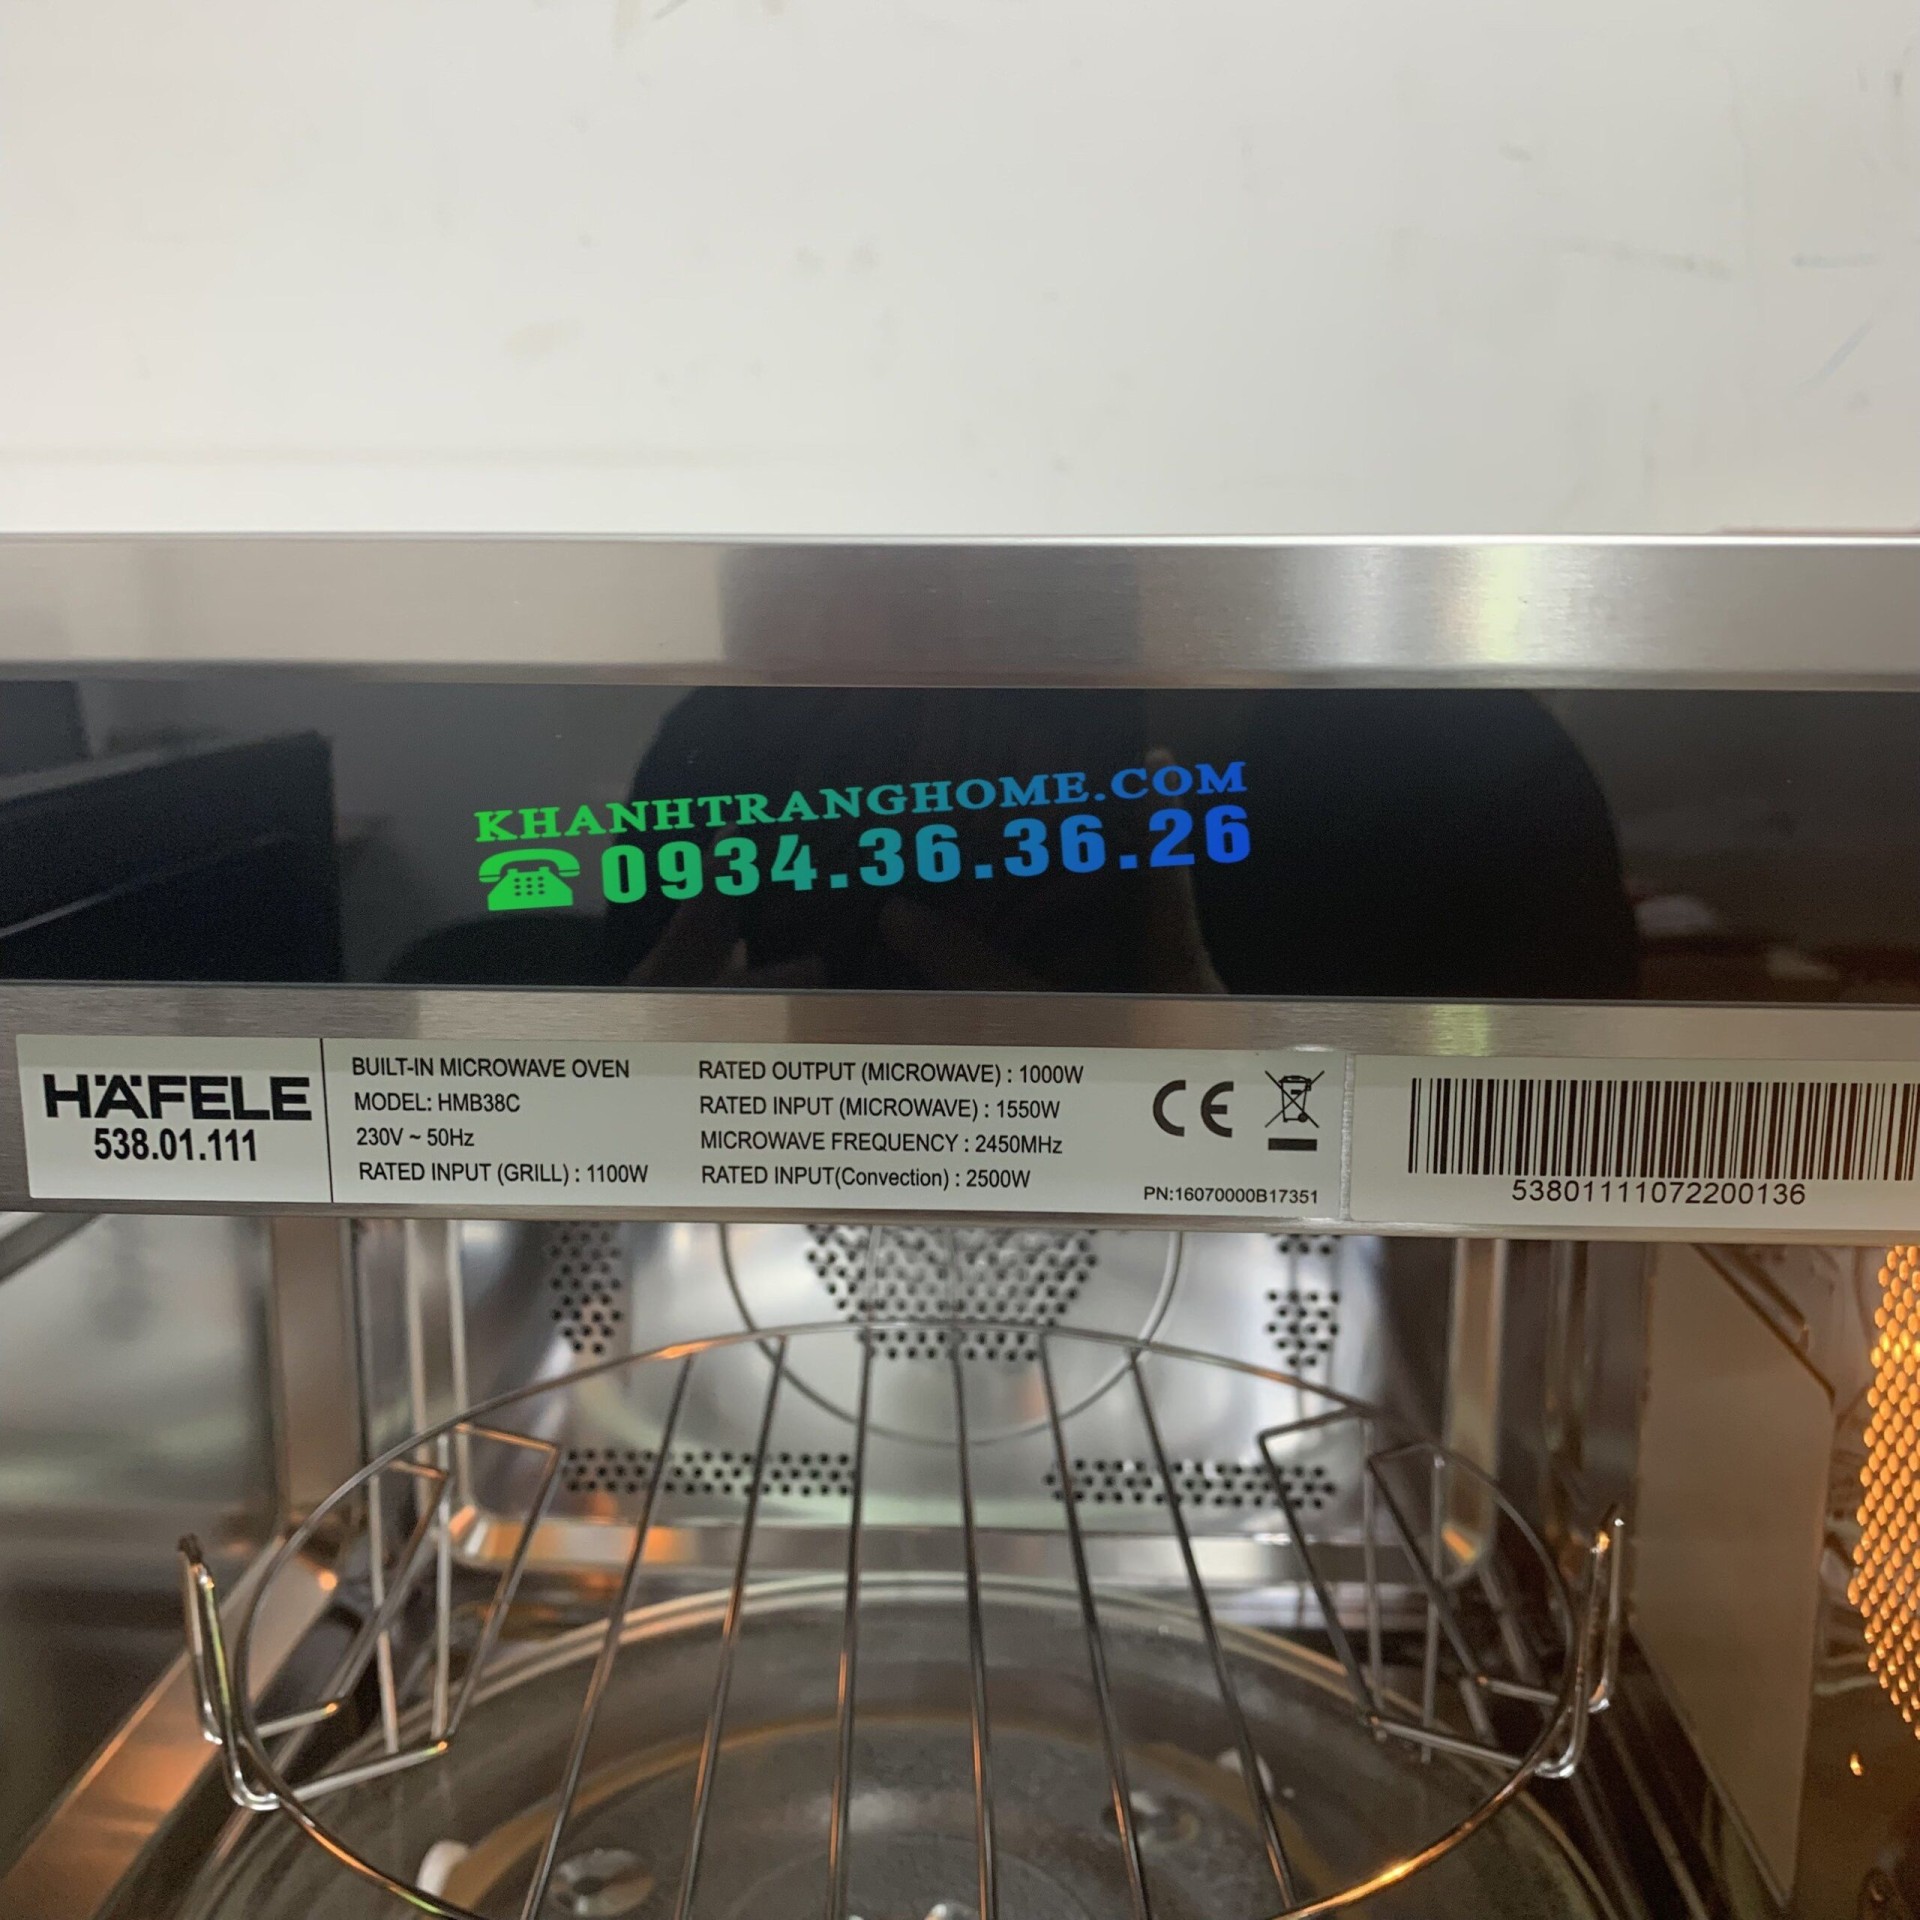 KHANHTRANGHOME.COM
0934.36.36.26
HÄFELE
538.01.111
BUILT-IN MICROWAVE OVEN
MODEL: HMB38C
230V ~ 50Hz
RATED INPUT (GRILL) : 1100W
RATED OUTPUT (MICROWAVE) : 1000W
RATED INPUT (MICROWAVE) : 1550W
MICROWAVE FREQUENCY : 2450MHz
RATED INPUT(Convection) : 2500W
CE
PN:16070000B17351
53801111072200136